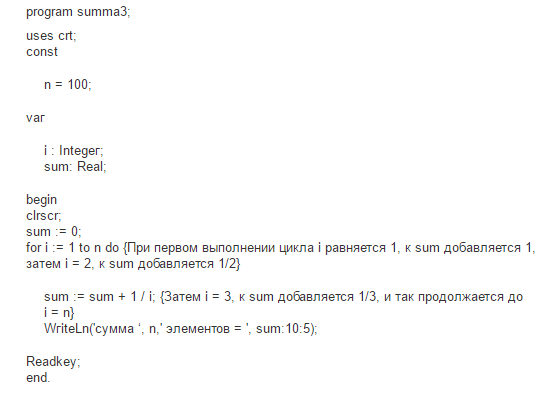 program summa3;
uses crt;
const
n = 100;
var
i : Integer;
sum: Real;
begin
clrscr;
sum := 0;
for i := 1 to n do {При первом выполнении цикла i равняется 1, к sum добавляется 1,
затем i = 2, к sum добавляется 1/2}
sum := sum + 1 / i; {Затем i = 3, к sum добавляется 1/3, и так продолжается до
i = n}
WriteLn('сумма ‘, n,' элементов = ', sum:10:5);
Readkey;
end.